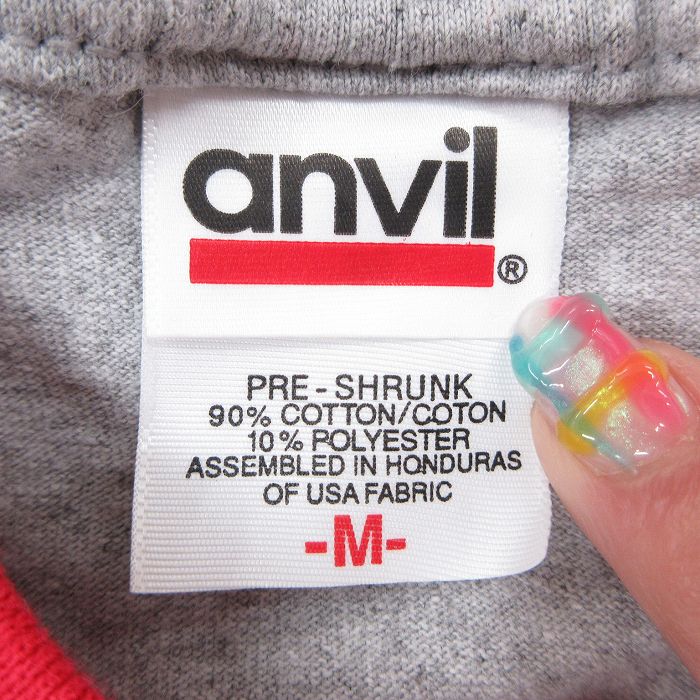 anvil
®
PRE-SHRUNK
90% COTTON/COTON
10% POLYESTER
ASSEMBLED IN HONDURAS
OF USA FABRIC
-M-